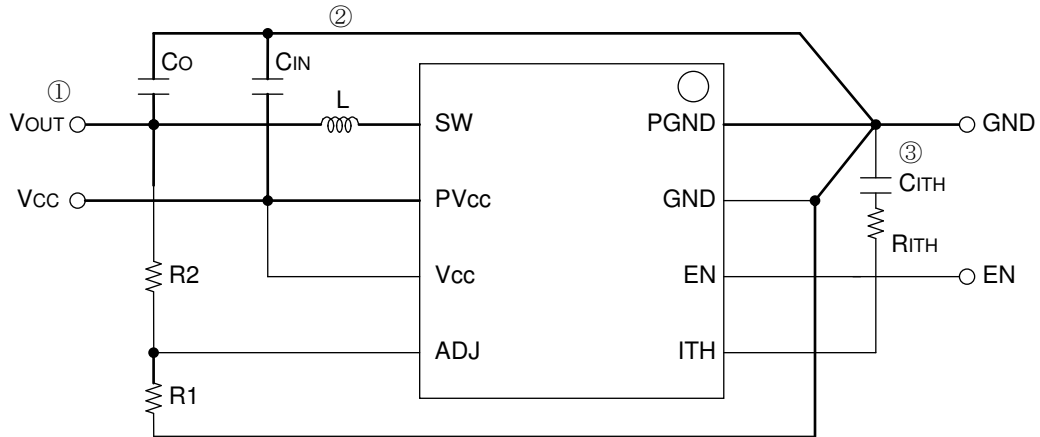 ②
CO
CIN
①
L
VOUT
SW
PGND
GND
③
CITH
VCC
PVCC
GND
RITH
R2
VCC
EN
EN
ADJ
ITH
R1